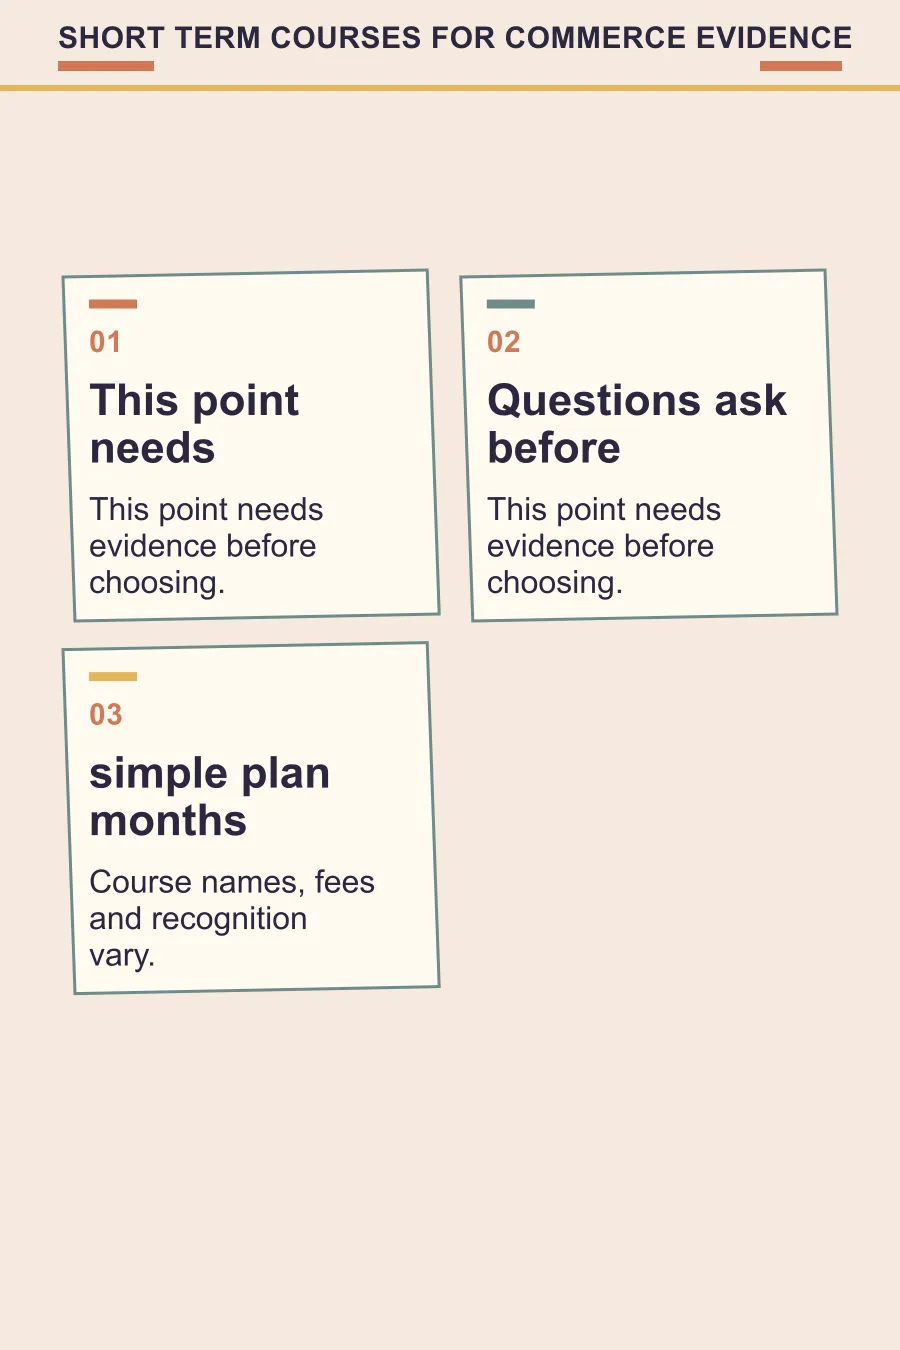 SHORT TERM COURSES FOR COMMERCE EVIDENCE
01
This point
needs
This point needs
evidence before
choosing.
02
Questions ask
before
This point needs
evidence before
choosing.
03
simple plan
months
Course names, fees
and recognition
vary.